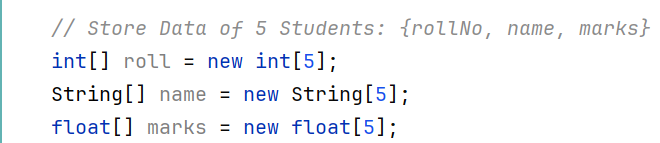 // Store Data of 5 Students: {rollNo, name, marks}
int[] roll = new int[5];
String[] name = new String[5];
float[] marks = new float[5];